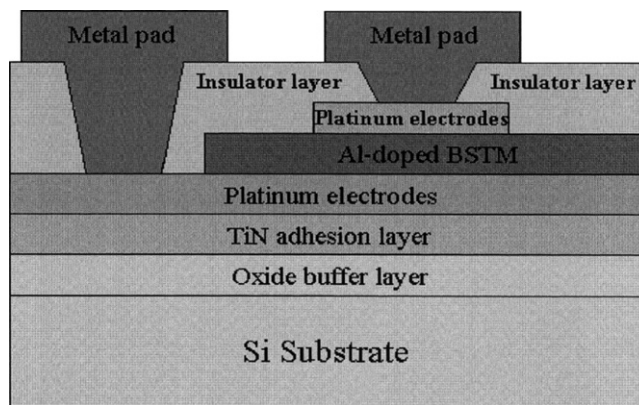 Metal pad
Metal pad
Insulator layer
Insulator layer
Platinum electrodes
Al-doped BSTM
Platinum electrodes
TiN adhesion layer
Oxide buffer layer
Si Substrate